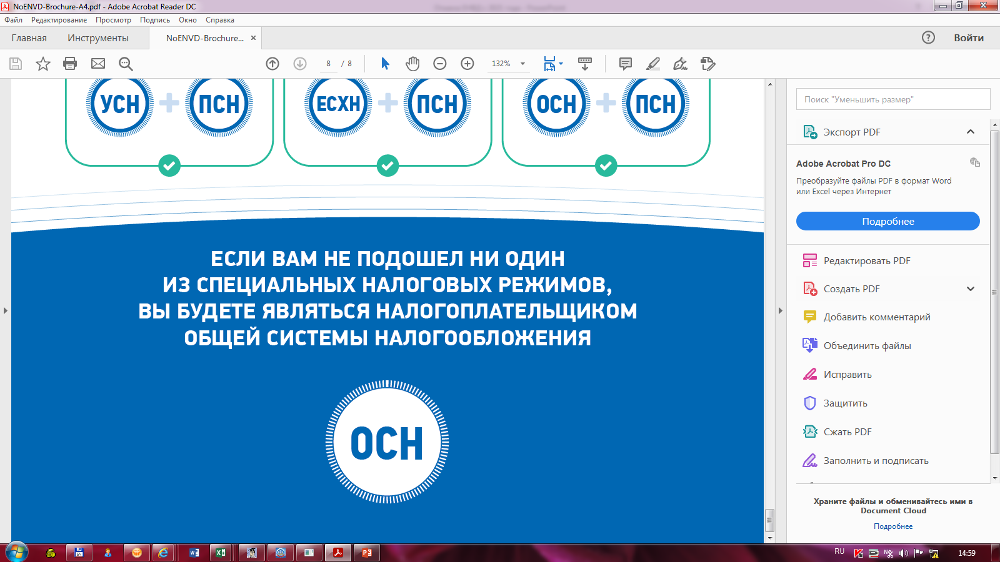 NoENVD-Brochure-A4.pdf - Adobe Acrobat Reader DC
Файл Редактирование Просмотр Подпись Окно Справка
Главная Инструменты NoENVD-Brochure... × Войти
8 / 8 132%
УСН + ПСН ЕСХН + ПСН ОСН + ПСН
ЕСЛИ ВАМ НЕ ПОДОШЕЛ НИ ОДИН
ИЗ СПЕЦИАЛЬНЫХ НАЛОГОВЫХ РЕЖИМОВ,
ВЫ БУДЕТЕ ЯВЛЯТЬСЯ НАЛОГОПЛАТЕЛЬЩИКОМ
ОБЩЕЙ СИСТЕМЫ НАЛОГООБЛОЖЕНИЯ
ОСН
Поиск "Уменьшить размер"
Экспорт PDF
Adobe Acrobat Pro DC
Преобразуйте файлы PDF в формат Word
или Excel через Интернет
Подробнее
Редактировать PDF
Создать PDF
Добавить комментарий
Объединить файлы
Исправить
Защитить
Сжать PDF
Заполнить и подписать
Храните файлы и обменивайтесь ими в
Document Cloud
Подробнее
RU 14:59